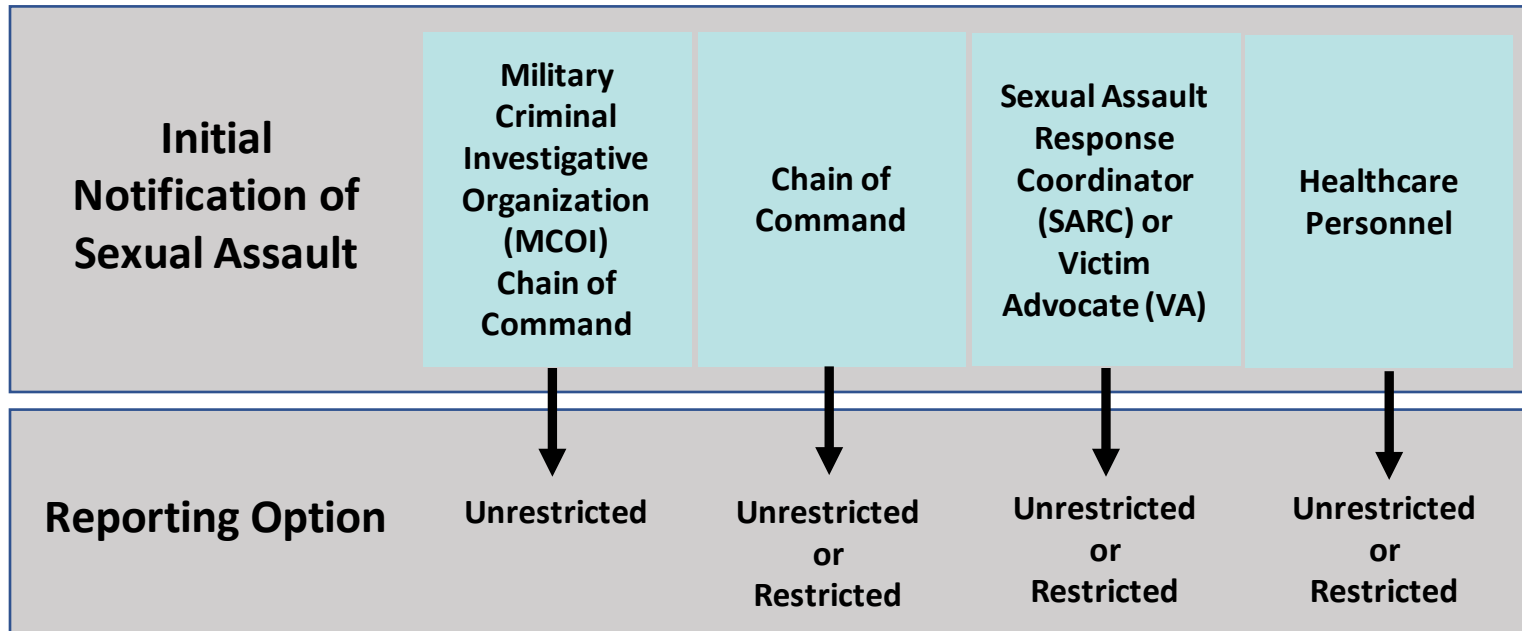 Initial
Notification of
Sexual Assault
Military
Criminal
Investigative
Organization
(MCOI)
Chain of
Command
Chain of
Command
Sexual Assault
Response
Coordinator
(SARC) or
Victim
Advocate (VA)
Healthcare
Personnel
Reporting Option
Unrestricted
Unrestricted
or
Restricted
Unrestricted
or
Restricted
Unrestricted
or
Restricted